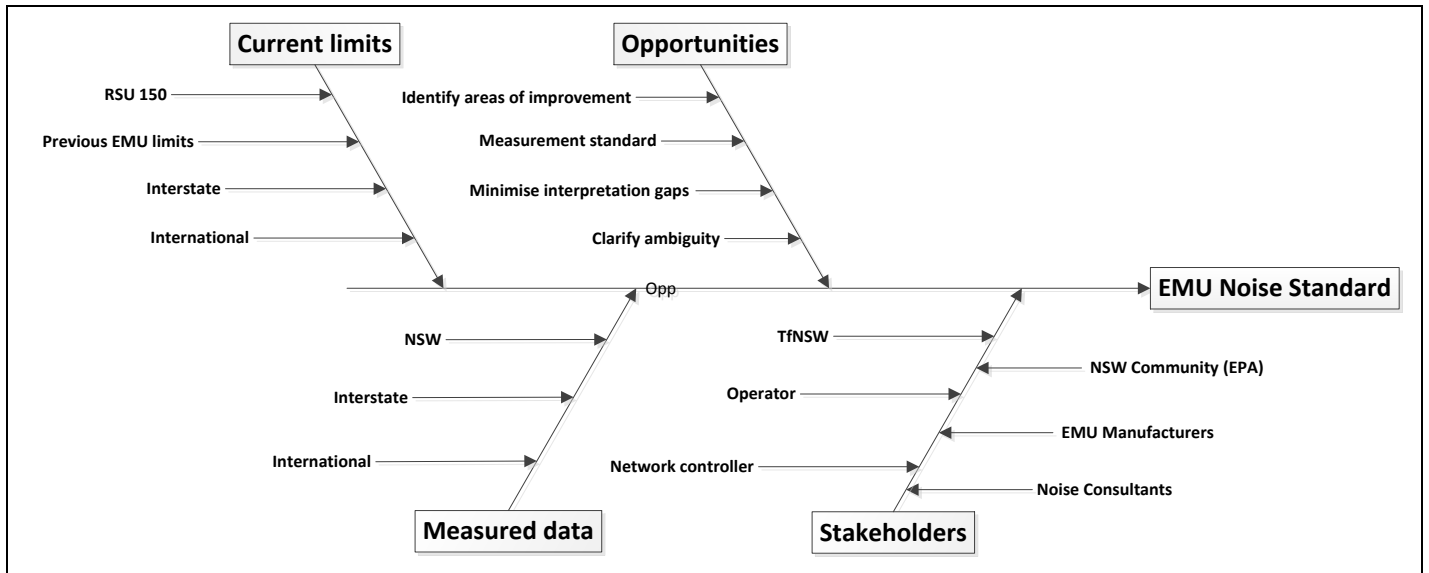 Current limits
Opportunities
RSU 150
Previous EMU limits
Interstate
International
Identify areas of improvement
Measurement standard
Minimise interpretation gaps
Clarify ambiguity
Opp
EMU Noise Standard
NSW
Interstate
International
Measured data
TfNSW
Operator
Network controller
NSW Community (EPA)
EMU Manufacturers
Noise Consultants
Stakeholders